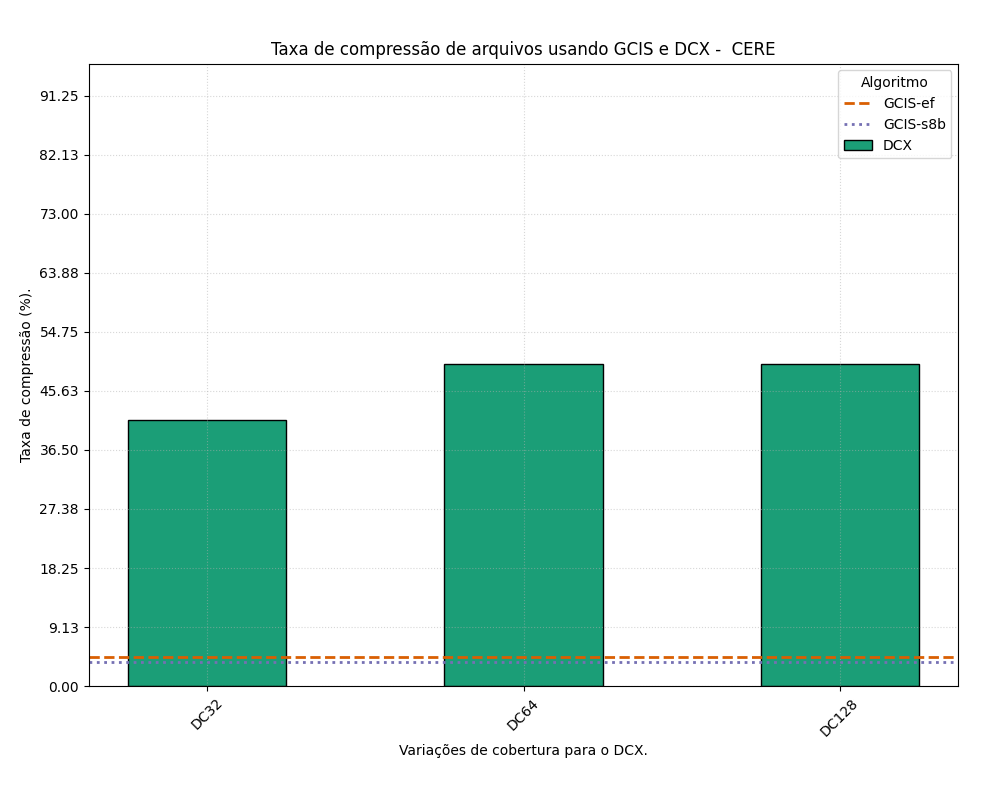 Taxa de compressão de arquivos usando GCIS e DCX -  CERE
Algoritmo
GCIS-ef
GCIS-s8b
DCX
Taxa de compressão (%).
91.25
82.13
73.00
63.88
54.75
45.63
36.50
27.38
18.25
9.13
0.00
DC32
DC64
DC128
Variações de cobertura para o DCX.